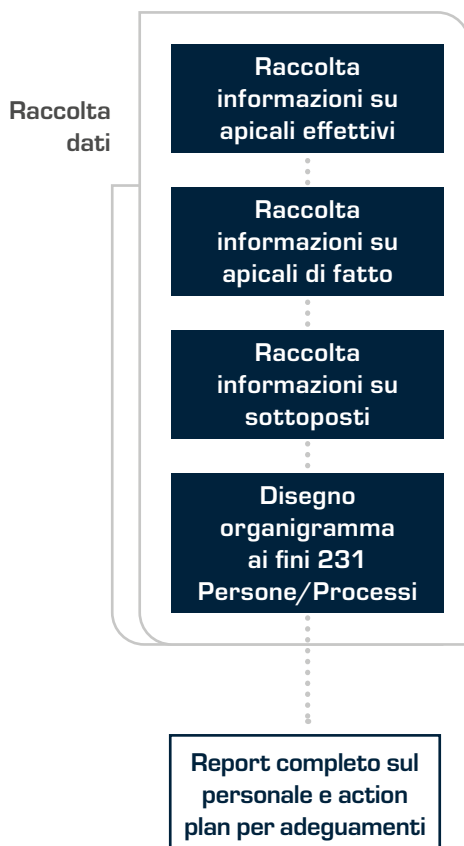 Raccolta
dati
Raccolta
informazioni su
apicali effettivi
Raccolta
informazioni su
apicali di fatto
Raccolta
informazioni su
sottoposti
Disegno
organigramma
ai fini 231
Persone/Processi
Report completo sul
personale e action
plan per adeguamenti